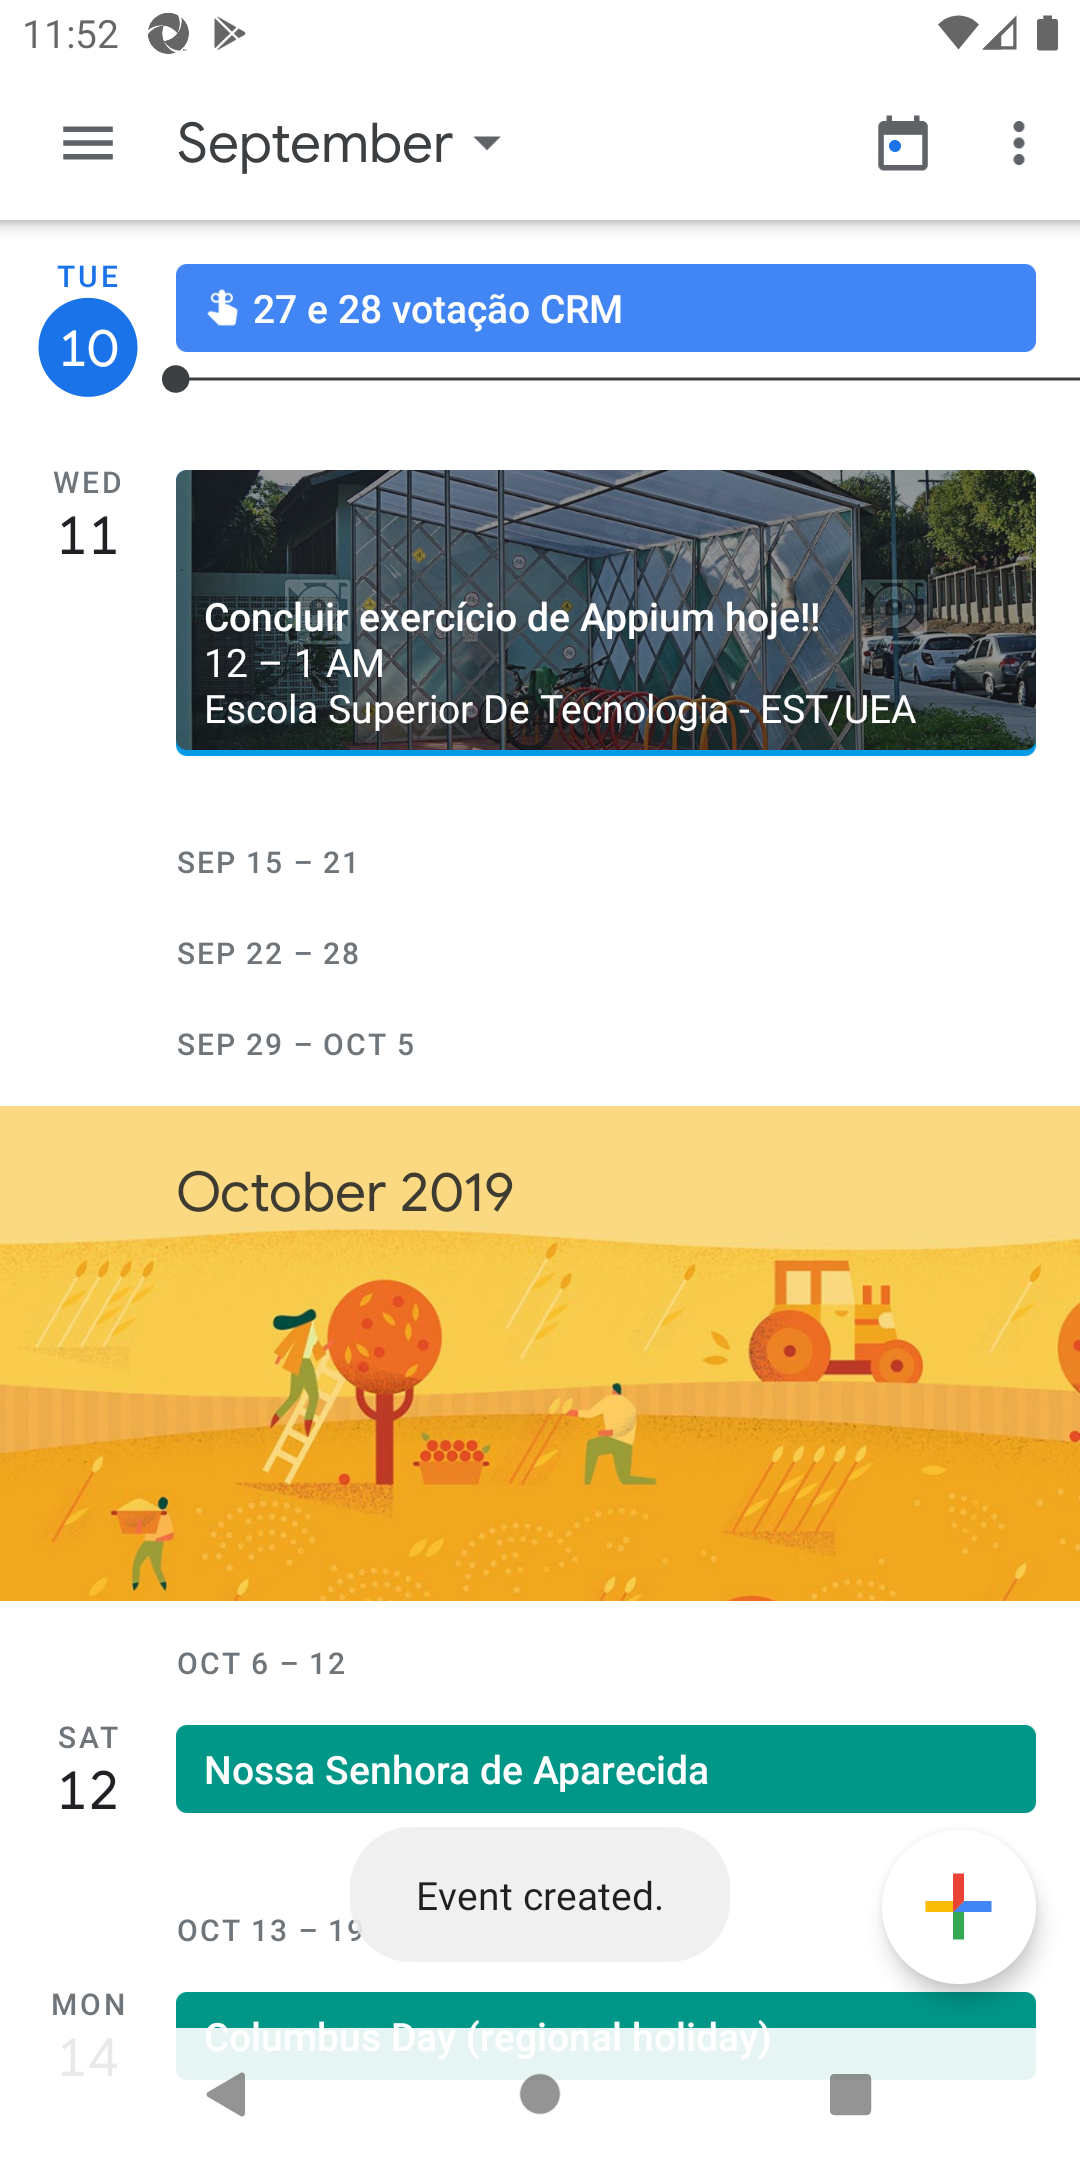 11:52
September
TUE
10
27 e 28 votação CRM
WED
11
Concluir exercício de Appium hoje!!
12 – 1 AM
Escola Superior De Tecnologia - EST/UEA
SEP 15 – 21
SEP 22 – 28
SEP 29 – OCT 5
October 2019
OCT 6 – 12
SAT
12
Nossa Senhora de Aparecida
Event created.
OCT 13 – 19
MON
14
Columbus Day (regional holiday)